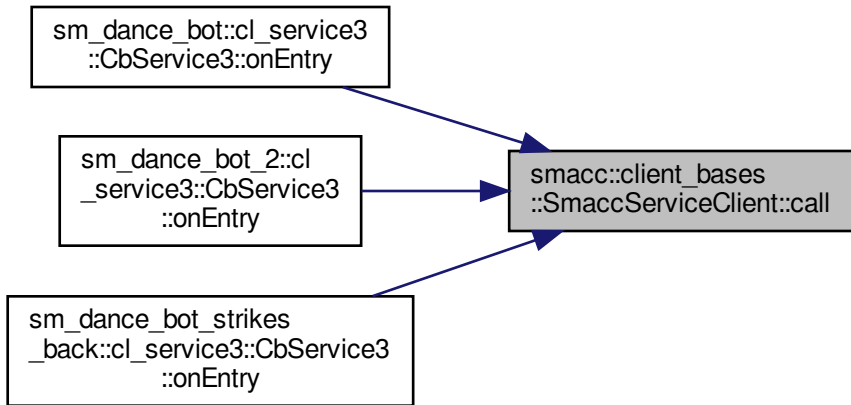 sm_dance_bot::cl_service3
::CbService3::onEntry
sm_dance_bot_2::cl
_service3::CbService3
::onEntry
smacc::client_bases
::SmaccServiceClient::call
sm_dance_bot_strikes
_back::cl_service3::CbService3
::onEntry